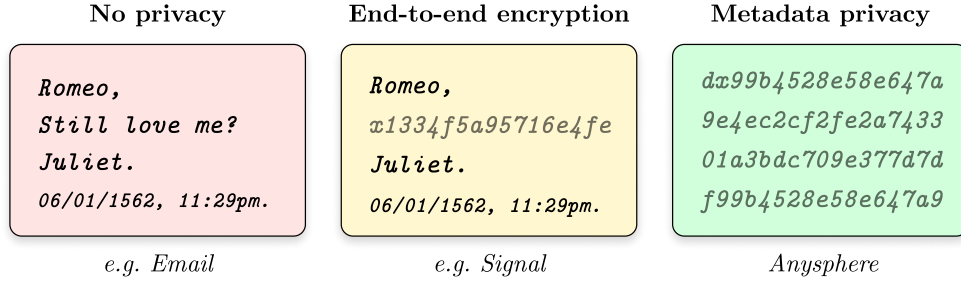 No privacy
Romeo,
Still love me?
Juliet.
06/01/1562, 11:29pm.
e.g. Email
End-to-end encryption
Romeo,
x1334f5a95716e4fe
Juliet.
06/01/1562, 11:29pm.
e.g. Signal
Metadata privacy
dx99b4528e58e647a
9e4ec2cf2fe2a7433
01a3bdc709e377d7d
f99b4528e58e647a9
Anysphere